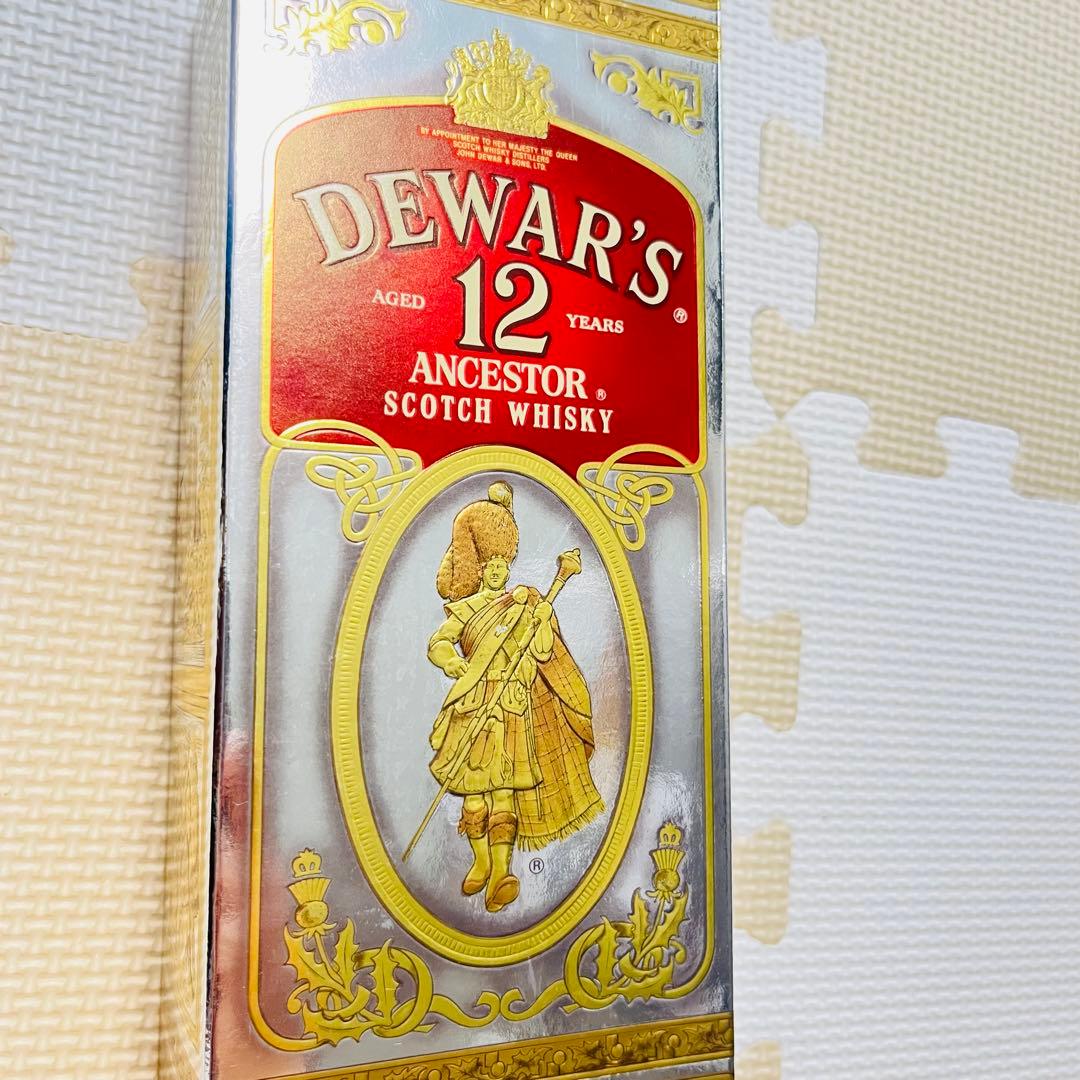 BY APPOINTMENT TO HER MAJESTY THE QUEEN
SCOTCH WHISKY DISTILLERS
JOHN DEWAR & SONS, LTD.
DEWAR'S ®
AGED 12 YEARS
ANCESTOR ®
SCOTCH WHISKY
®